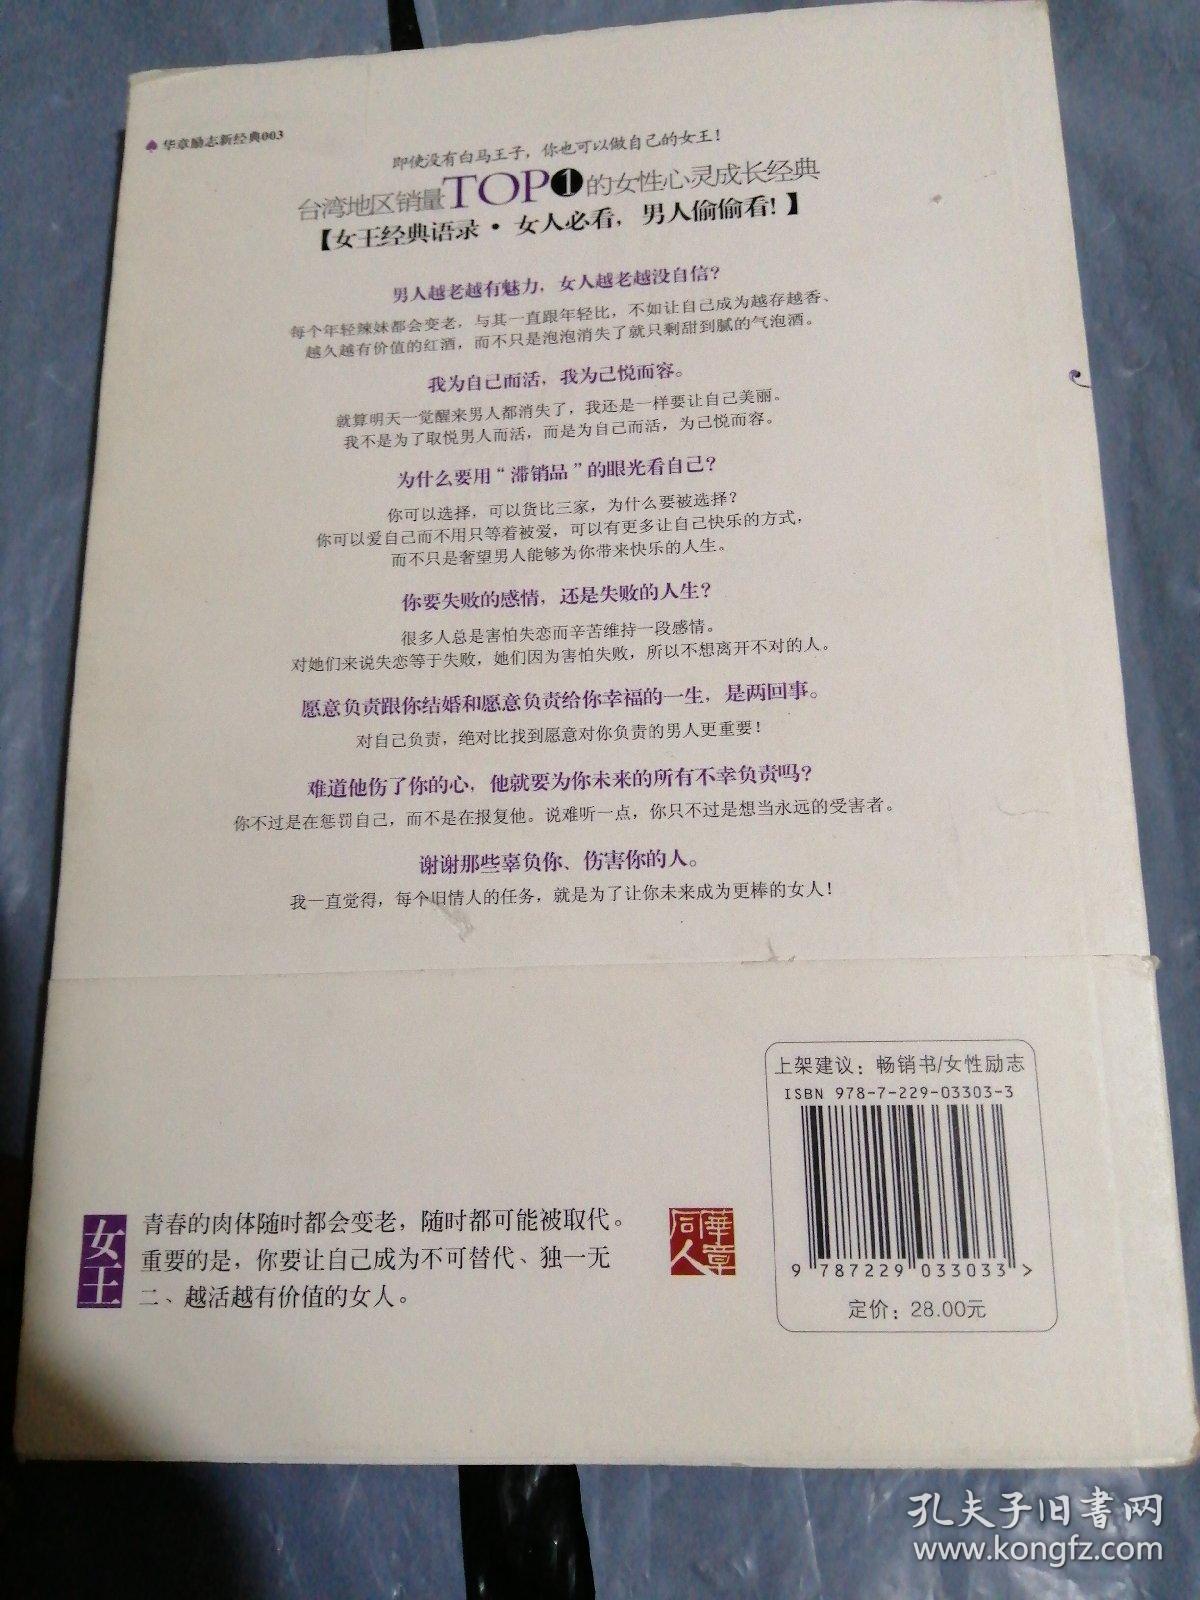 ♠华章励志新经典003
即使没有白马王子，你也可以做自己的女王！
台湾地区销量TOP1的女性心灵成长经典
【女王经典语录·女人必看，男人偷偷看！】
男人越老越有魅力，女人越老越没自信？
每个年轻辣妹都会变老，与其一直跟年轻比，不如让自己成为越存越香、
越久越有价值的红酒，而不只是泡泡消失了就只剩甜到腻的气泡酒。
我为自己而活，我为己悦而容。
就算明天一觉醒来男人都消失了，我还是一样要让自己美丽。
我不是为了取悦男人而活，而是为自己而活，为己悦而容。
为什么要用“滞销品”的眼光看自己？
你可以选择，可以货比三家，为什么要被选择？
你可以爱自己而不用只等着被爱，可以有更多让自己快乐的方式，
而不只是奢望男人能够为你带来快乐的人生。
你要失败的感情，还是失败的人生？
很多人总是害怕失恋而辛苦维持一段感情。
对她们来说失恋等于失败，她们因为害怕失败，所以不想离开不对的人。
愿意负责跟你结婚和愿意负责给你幸福的一生，是两回事。
对自己负责，绝对比找到愿意对你负责的男人更重要！
难道他伤了你的心，他就要为你未来的所有不幸负责吗？
你不过是在惩罚自己，而不是在报复他。说难听一点，你只不过是想当永远的受害者。
谢谢那些辜负你、伤害你的人。
我一直觉得，每个旧情人的任务，就是为了让你未来成为更棒的女人！
上架建议：畅销书/女性励志
ISBN 978-7-229-03303-3
9 787229 033033 >
定价：28.00元
女王
青春的肉体随时都会变老，随时都可能被取代。
重要的是，你要让自己成为不可替代、独一无
二、越活越有价值的女人。
華章同人
孔夫子旧书网
www.kongfz.com